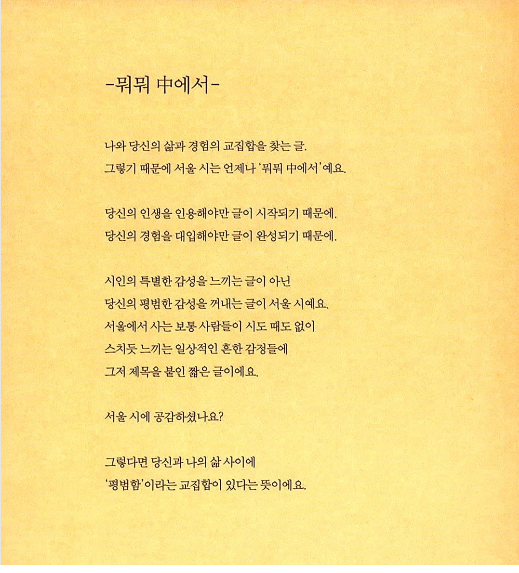 -뭐뭐 中에서-
나와 당신의 삶과 경험의 교집합을 찾는 글.
그렇기 때문에 서울 시는 언제나 '뭐뭐 中에서'예요.
당신의 인생을 인용해야만 글이 시작되기 때문에.
당신의 경험을 대입해야만 글이 완성되기 때문에.
시인의 특별한 감성을 느끼는 글이 아닌
당신의 평범한 감성을 꺼내는 글이 서울 시예요.
서울에서 사는 보통 사람들이 시도 때도 없이
스치듯 느끼는 일상적인 흔한 감정들에
그저 제목을 붙인 짧은 글이에요.
서울 시에 공감하셨나요?
그렇다면 당신과 나의 삶 사이에
'평범함'이라는 교집합이 있다는 뜻이에요.